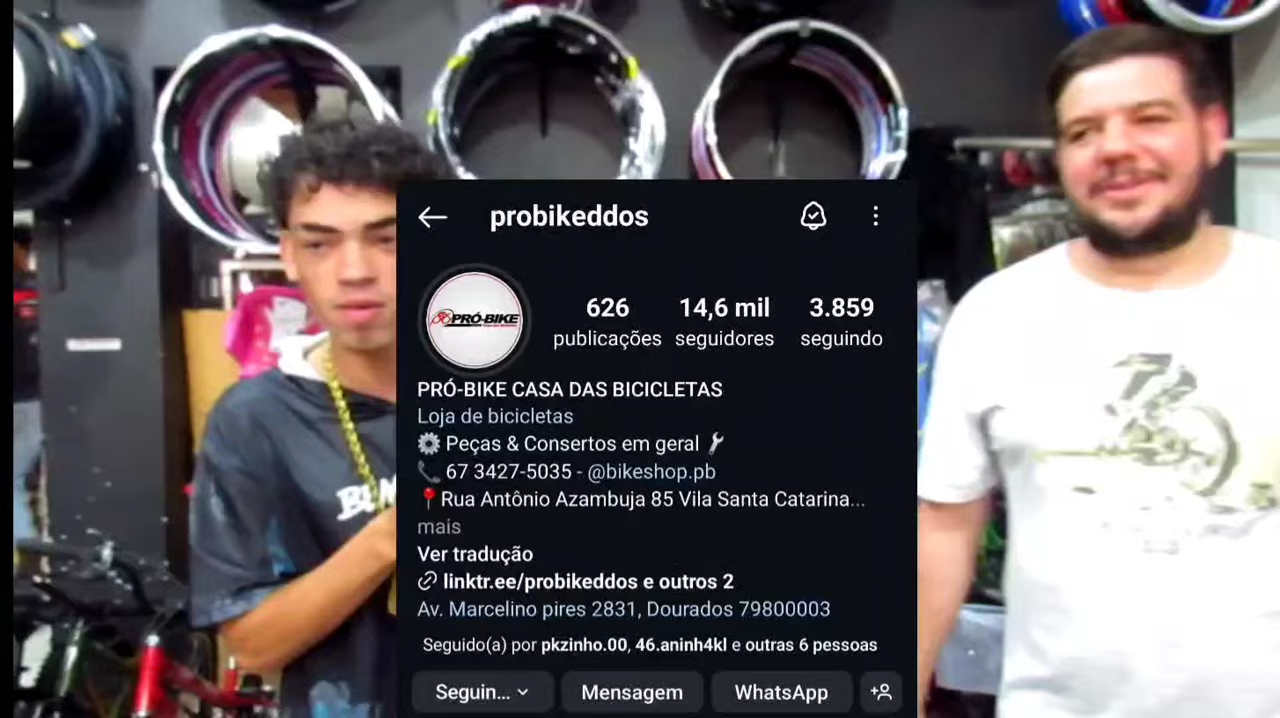 probikeddos
626 14,6 mil 3.859
publicações seguidores seguindo
PRÓ-BIKE
PRÓ-BIKE CASA DAS BICICLETAS
Loja de bicicletas
Peças & Consertos em geral
67 3427-5035 - @bikeshop.pb
Rua Antônio Azambuja 85 Vila Santa Catarina...
mais
Ver tradução
linktr.ee/probikeddos e outros 2
Av. Marcelino pires 2831, Dourados 79800003
Seguido(a) por pkzinho.00, 46.aninh4kl e outras 6 pessoas
Seguin... Mensagem WhatsApp